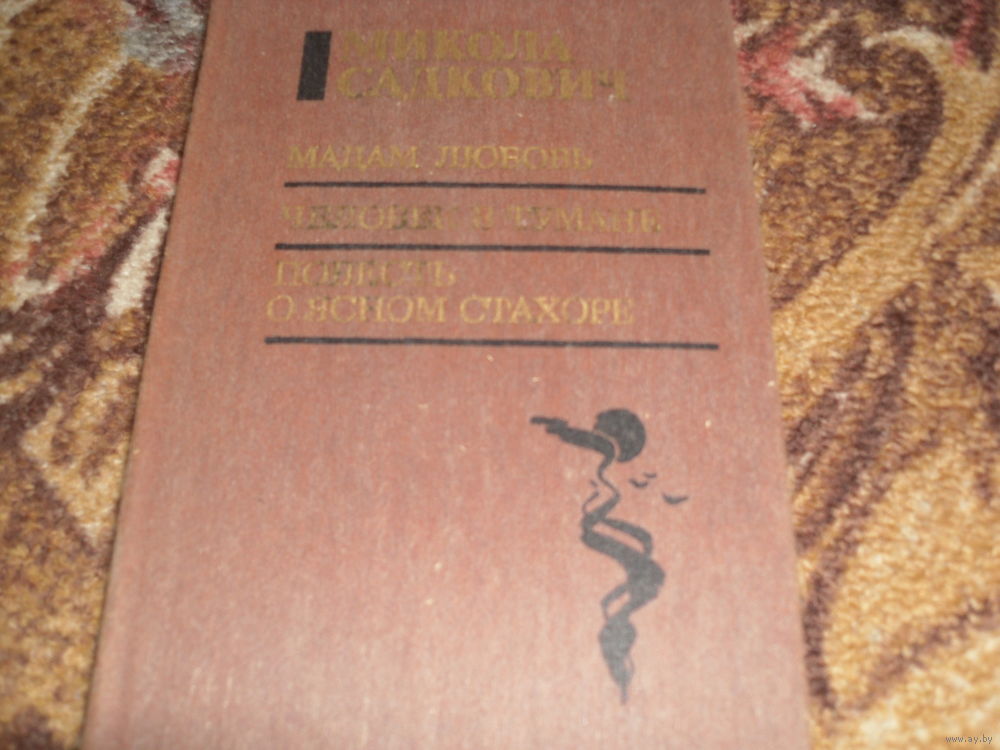 МИКОЛА
САДКОВИЧ
МАДАМ ЛЮБОВЬ
ЧЕЛОВЕК В ТУМАНЕ
ПОВЕСТЬ
О ЯСНОМ СТАХОРЕ
www.ay.by